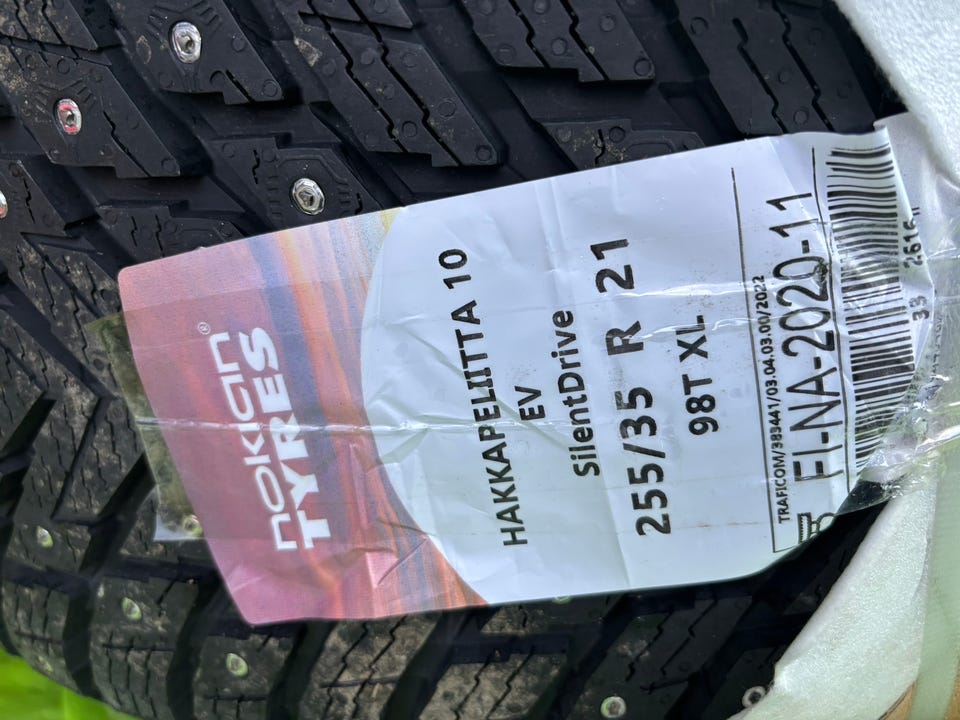 nOKIAN®
TYRES
HAKKAPELIITTA 10
EV
SilentDrive
255/35 R 21
98T XL
TRAFICOM/383441/03.04.03.00/2022
FI-NA-2020-11